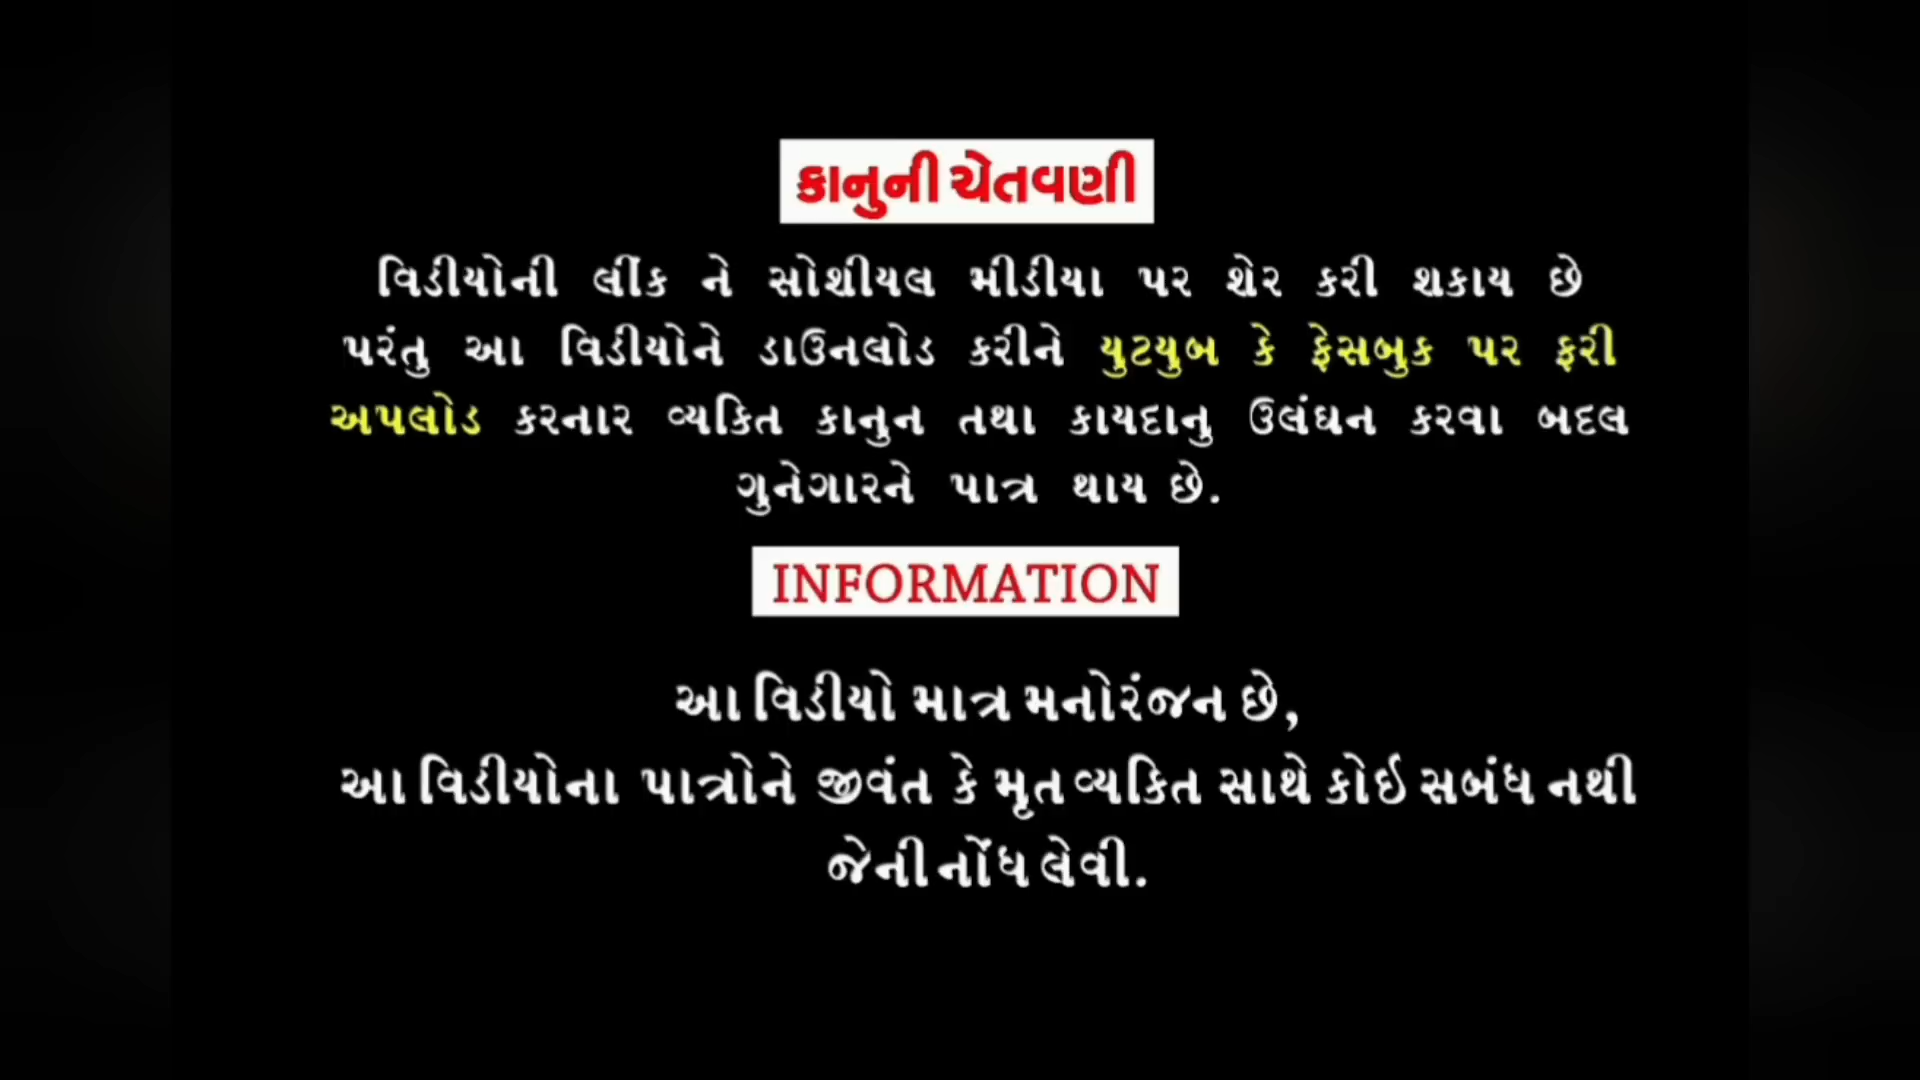 કાનુની ચેતવણી
વિડીયોની લીંક ને સોશીયલ મીડીયા પર શેર કરી શકાય છે
પરંતુ આ વિડીયોને ડાઉનલોડ કરીને યુટયુબ કે ફેસબુક પર ફરી
અપલોડ કરનાર વ્યકિત કાનુન તથા કાયદાનુ ઉલંઘન કરવા બદલ
ગુનેગારને પાત્ર થાય છે.
INFORMATION
આ વિડીયો માત્ર મનોરંજન છે,
આ વિડીયોના પાત્રોને જીવંત કે મૃત વ્યકિત સાથે કોઇ સબંધ નથી
જેની નોંધ લેવી.